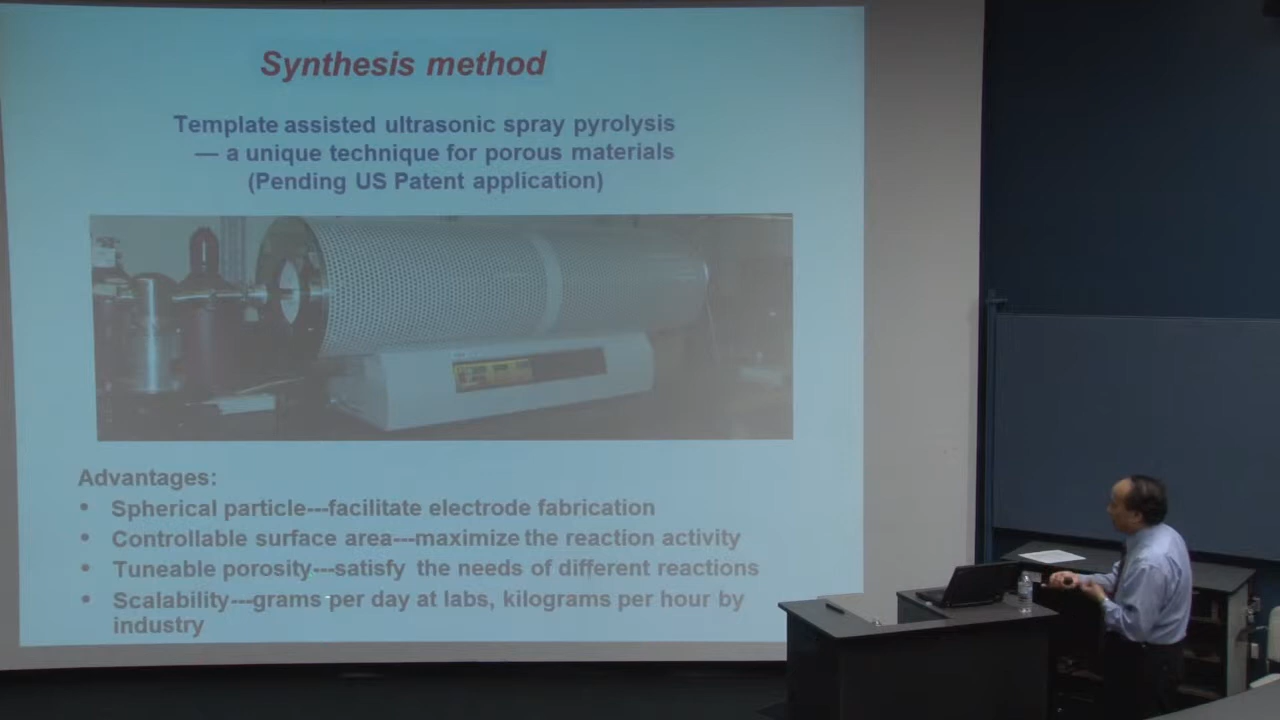 Synthesis method
Template assisted ultrasonic spray pyrolysis
— a unique technique for porous materials
(Pending US Patent application)
Advantages:
• Spherical particle---facilitate electrode fabrication
• Controllable surface area---maximize the reaction activity
• Tuneable porosity---satisfy the needs of different reactions
• Scalability---grams per day at labs, kilograms per hour by
industry